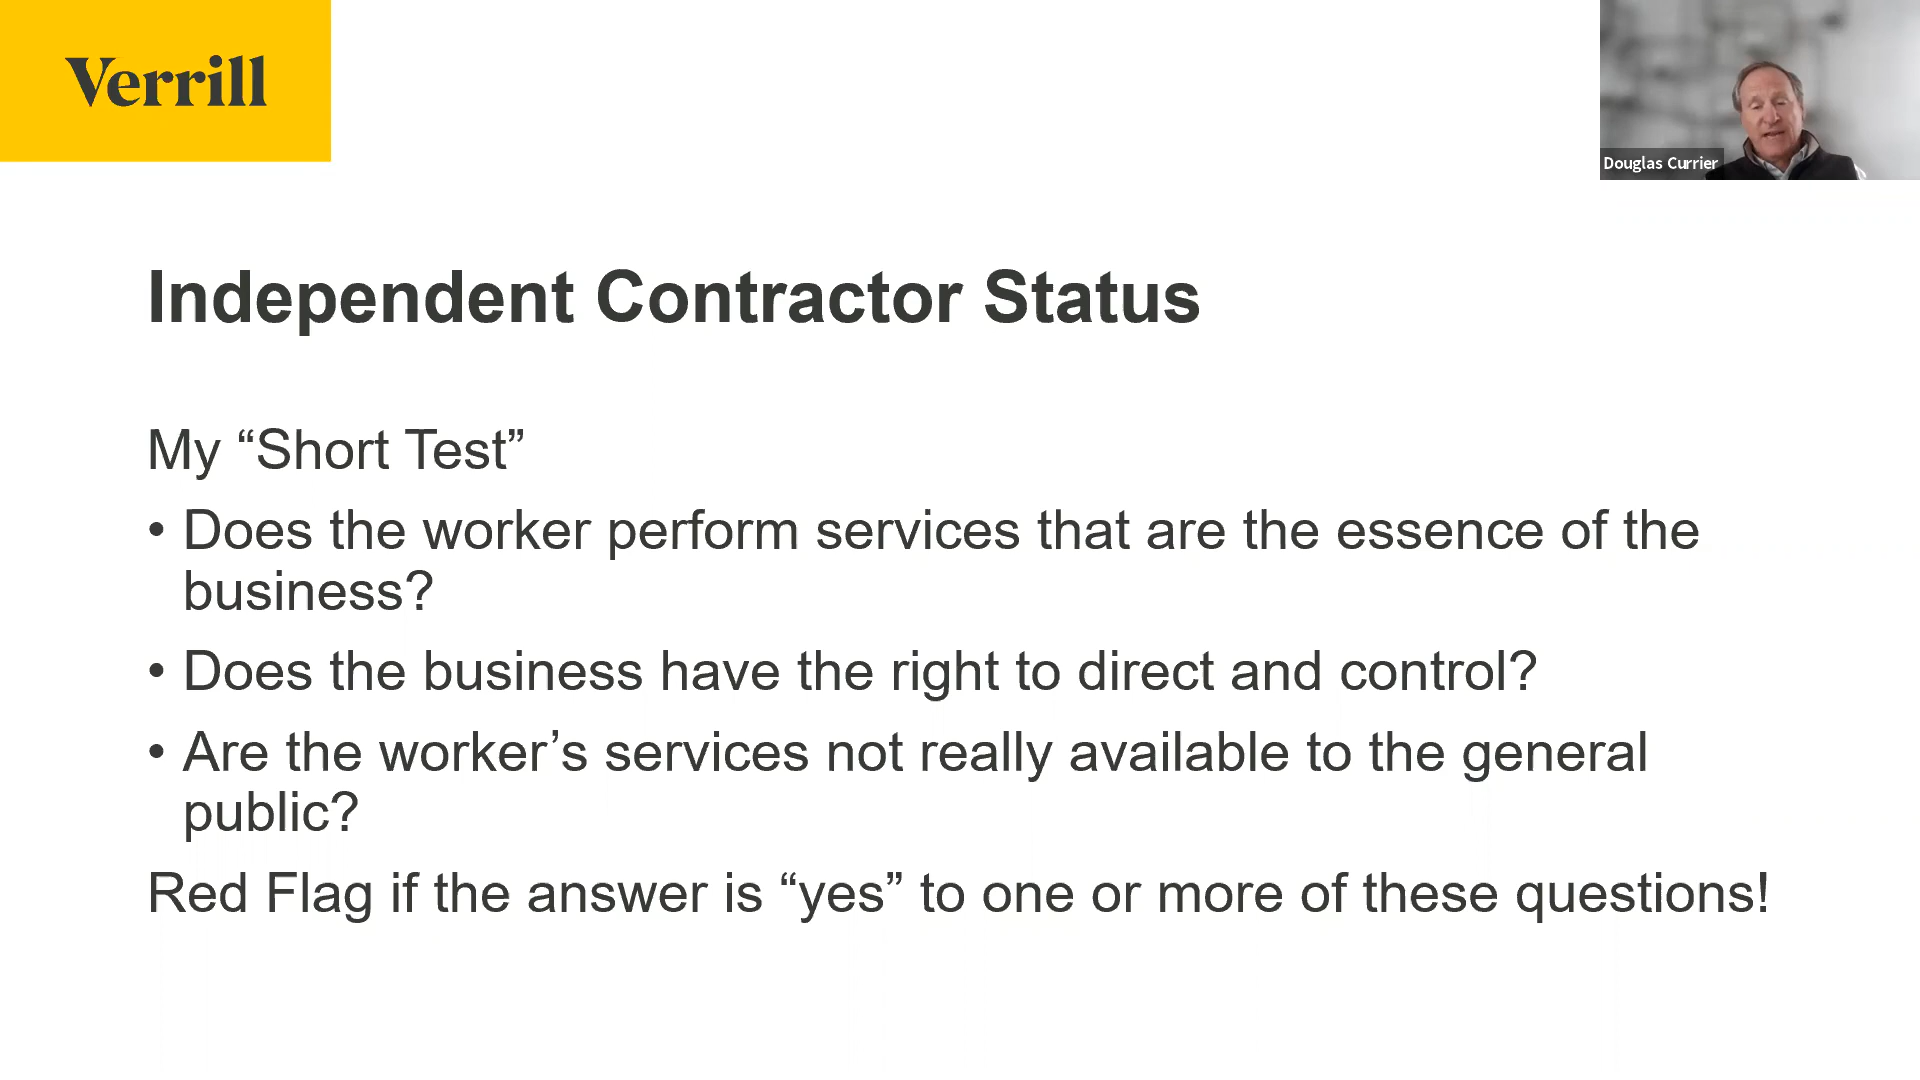 Verrill
Douglas Currier
Independent Contractor Status
My “Short Test”
• Does the worker perform services that are the essence of the
business?
• Does the business have the right to direct and control?
• Are the worker’s services not really available to the general
public?
Red Flag if the answer is “yes” to one or more of these questions!